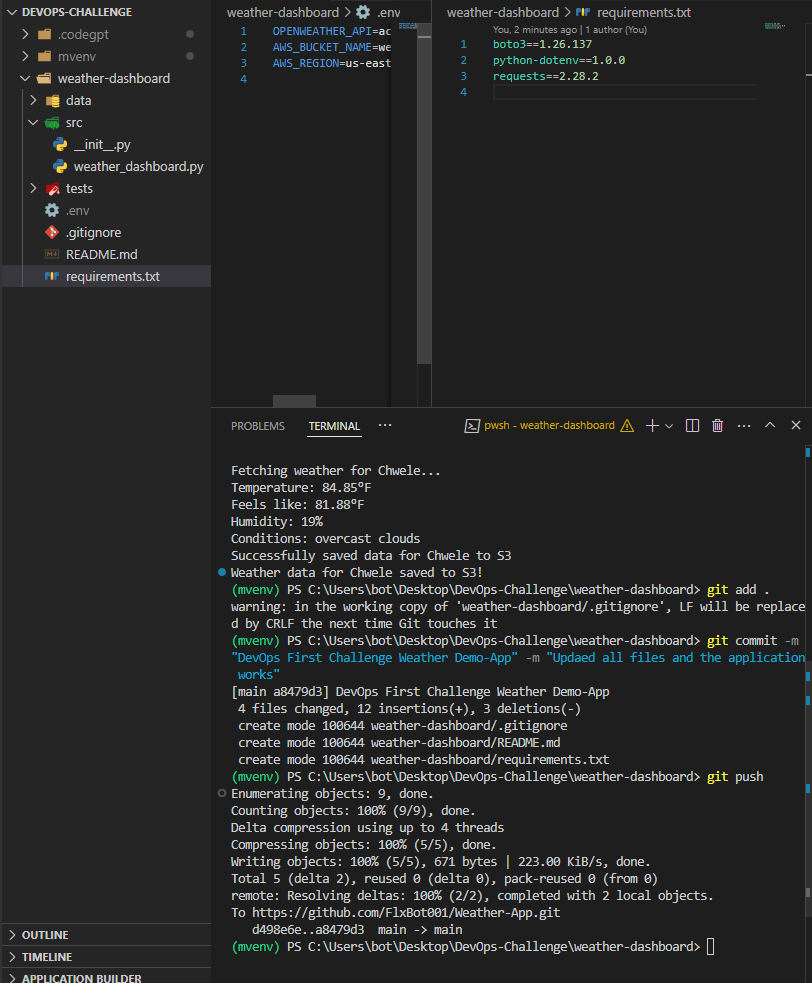 DEVOPS-CHALLENGE
.codegpt
mvenv
weather-dashboard
data
src
__init__.py
weather_dashboard.py
tests
.env
.gitignore
README.md
requirements.txt
OUTLINE
TIMELINE
APPLICATION BUILDER
weather-dashboard > .env
1 OPENWEATHER_API=ac
2 AWS_BUCKET_NAME=we
3 AWS_REGION=us-east
4
weather-dashboard > requirements.txt
You, 2 minutes ago | 1 author (You)
1 boto3==1.26.137
2 python-dotenv==1.0.0
3 requests==2.28.2
4
PROBLEMS TERMINAL ... pwsh - weather-dashboard
Fetching weather for Chwele...
Temperature: 84.85°F
Feels like: 81.88°F
Humidity: 19%
Conditions: overcast clouds
Successfully saved data for Chwele to S3
Weather data for Chwele saved to S3!
(mvenv) PS C:\Users\bot\Desktop\DevOps-Challenge\weather-dashboard> git add .
warning: in the working copy of 'weather-dashboard/.gitignore', LF will be replace
d by CRLF the next time Git touches it
(mvenv) PS C:\Users\bot\Desktop\DevOps-Challenge\weather-dashboard> git commit -m
"DevOps First Challenge Weather Demo-App" -m "Updaed all files and the application
works"
[main a8479d3] DevOps First Challenge Weather Demo-App
4 files changed, 12 insertions(+), 3 deletions(-)
create mode 100644 weather-dashboard/.gitignore
create mode 100644 weather-dashboard/README.md
create mode 100644 weather-dashboard/requirements.txt
(mvenv) PS C:\Users\bot\Desktop\DevOps-Challenge\weather-dashboard> git push
Enumerating objects: 9, done.
Counting objects: 100% (9/9), done.
Delta compression using up to 4 threads
Compressing objects: 100% (5/5), done.
Writing objects: 100% (5/5), 671 bytes | 223.00 KiB/s, done.
Total 5 (delta 2), reused 0 (delta 0), pack-reused 0 (from 0)
remote: Resolving deltas: 100% (2/2), completed with 2 local objects.
To https://github.com/FlxBot001/Weather-App.git
d498e6e..a8479d3 main -> main
(mvenv) PS C:\Users\bot\Desktop\DevOps-Challenge\weather-dashboard>